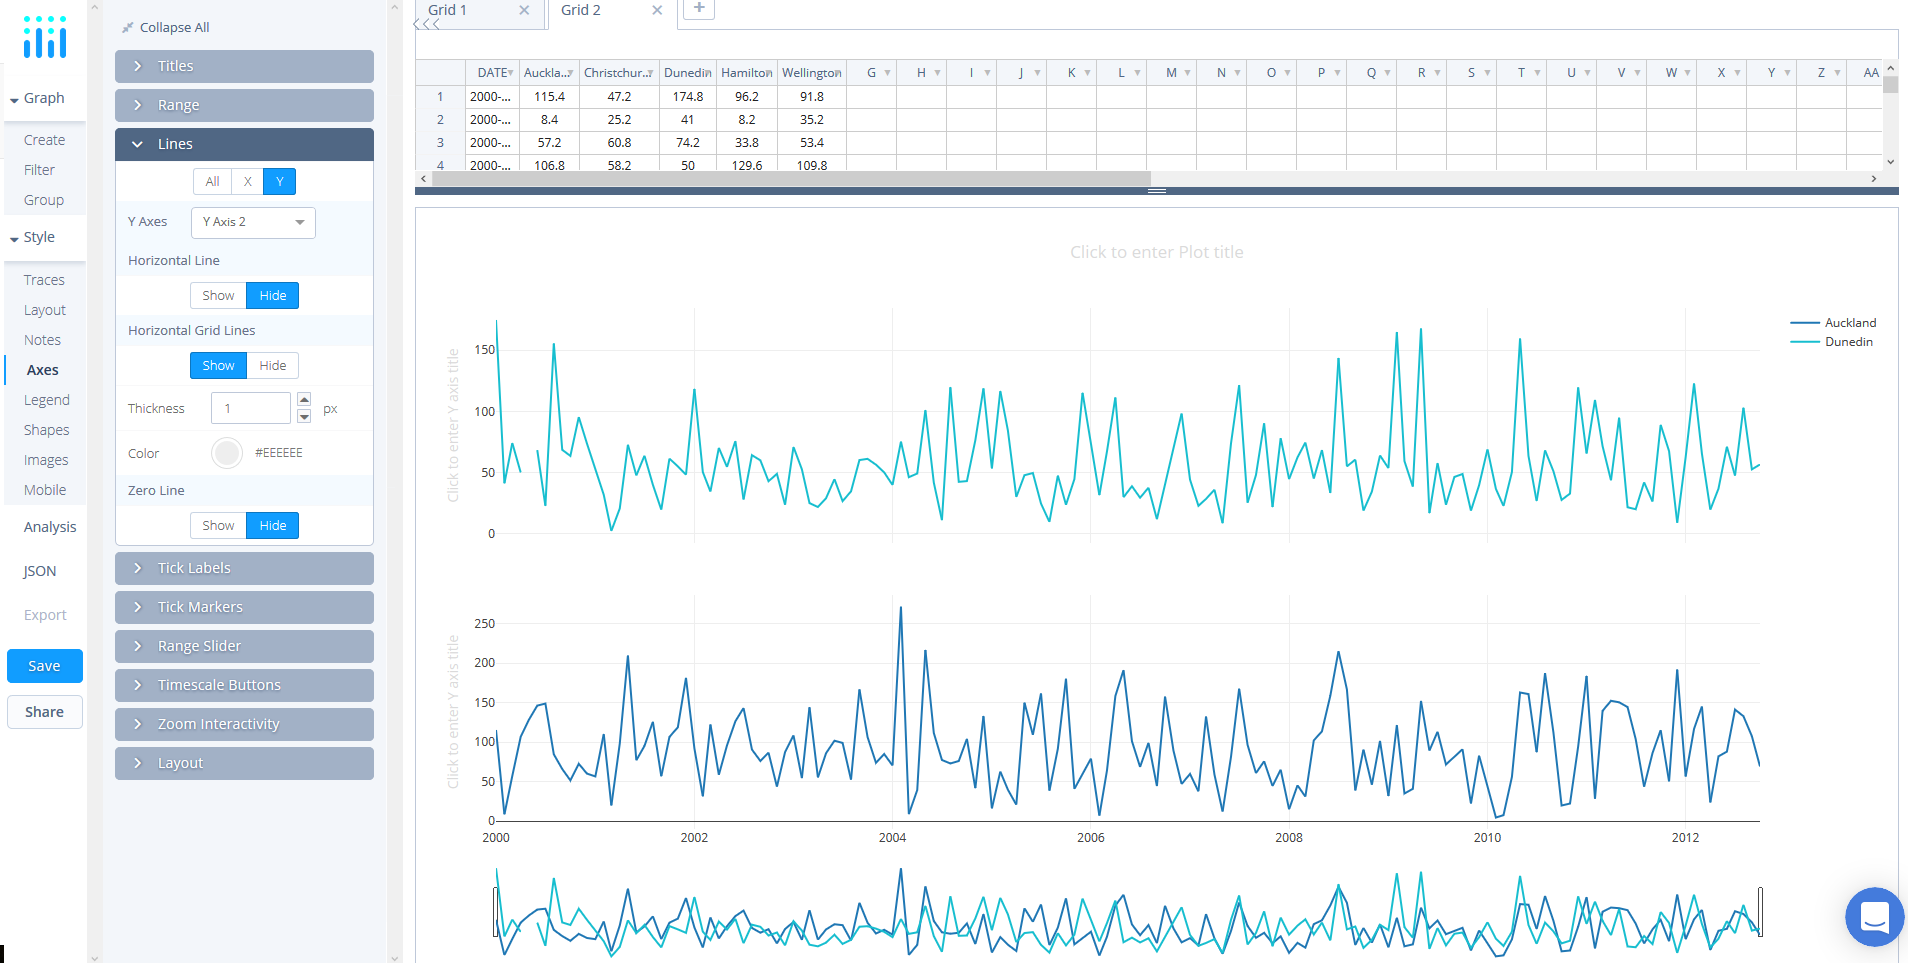 Graph
Create
Filter
Group
Style
Traces
Layout
Notes
Axes
Legend
Shapes
Images
Mobile
Analysis
JSON
Export
Save
Share
Collapse All
Titles
Range
Lines
All X Y
Y Axes Y Axis 2
Horizontal Line
Show Hide
Horizontal Grid Lines
Show Hide
Thickness 1 px
Color #EEEEEE
Zero Line
Show Hide
Tick Labels
Tick Markers
Range Slider
Timescale Buttons
Zoom Interactivity
Layout
Grid 1 × Grid 2 × +
DATE Auckla... Christchur... Dunedin Hamilton Wellington G H I J K L M N O P Q R S T U V W X Y Z AA
1 2000-... 115.4 47.2 174.8 96.2 91.8
2 2000-... 8.4 25.2 41 8.2 35.2
3 2000-... 57.2 60.8 74.2 33.8 53.4
4 2000-... 106.8 58.2 50 129.6 109.8
Click to enter Plot title
Auckland
Dunedin
Click to enter Y axis title
150
100
50
0
Click to enter Y axis title
250
200
150
100
50
0
2000 2002 2004 2006 2008 2010 2012